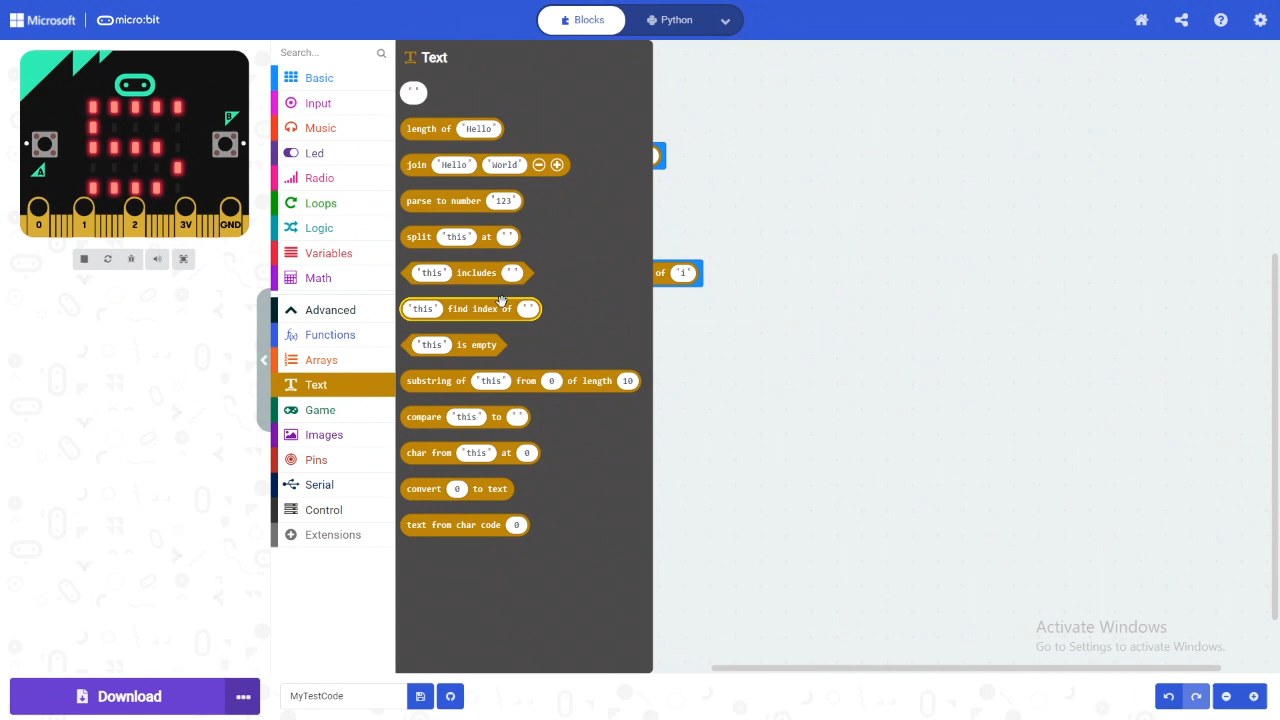 Microsoft | micro:bit
Blocks
Python
Search...
Basic
Input
Music
Led
Radio
Loops
Logic
Variables
Math
Advanced
Functions
Arrays
Text
Game
Images
Pins
Serial
Control
Extensions
Text
" "
length of "Hello"
join "Hello" "World"
parse to number "123"
split "this" at " "
"this" includes " "
"this" find index of " "
"this" is empty
substring of "this" from 0 of length 10
compare "this" to " "
char from "this" at 0
convert 0 to text
text from char code 0
of "i"
A
B
0 1 2 3V GND
Download
MyTestCode
Activate Windows
Go to Settings to activate Windows.